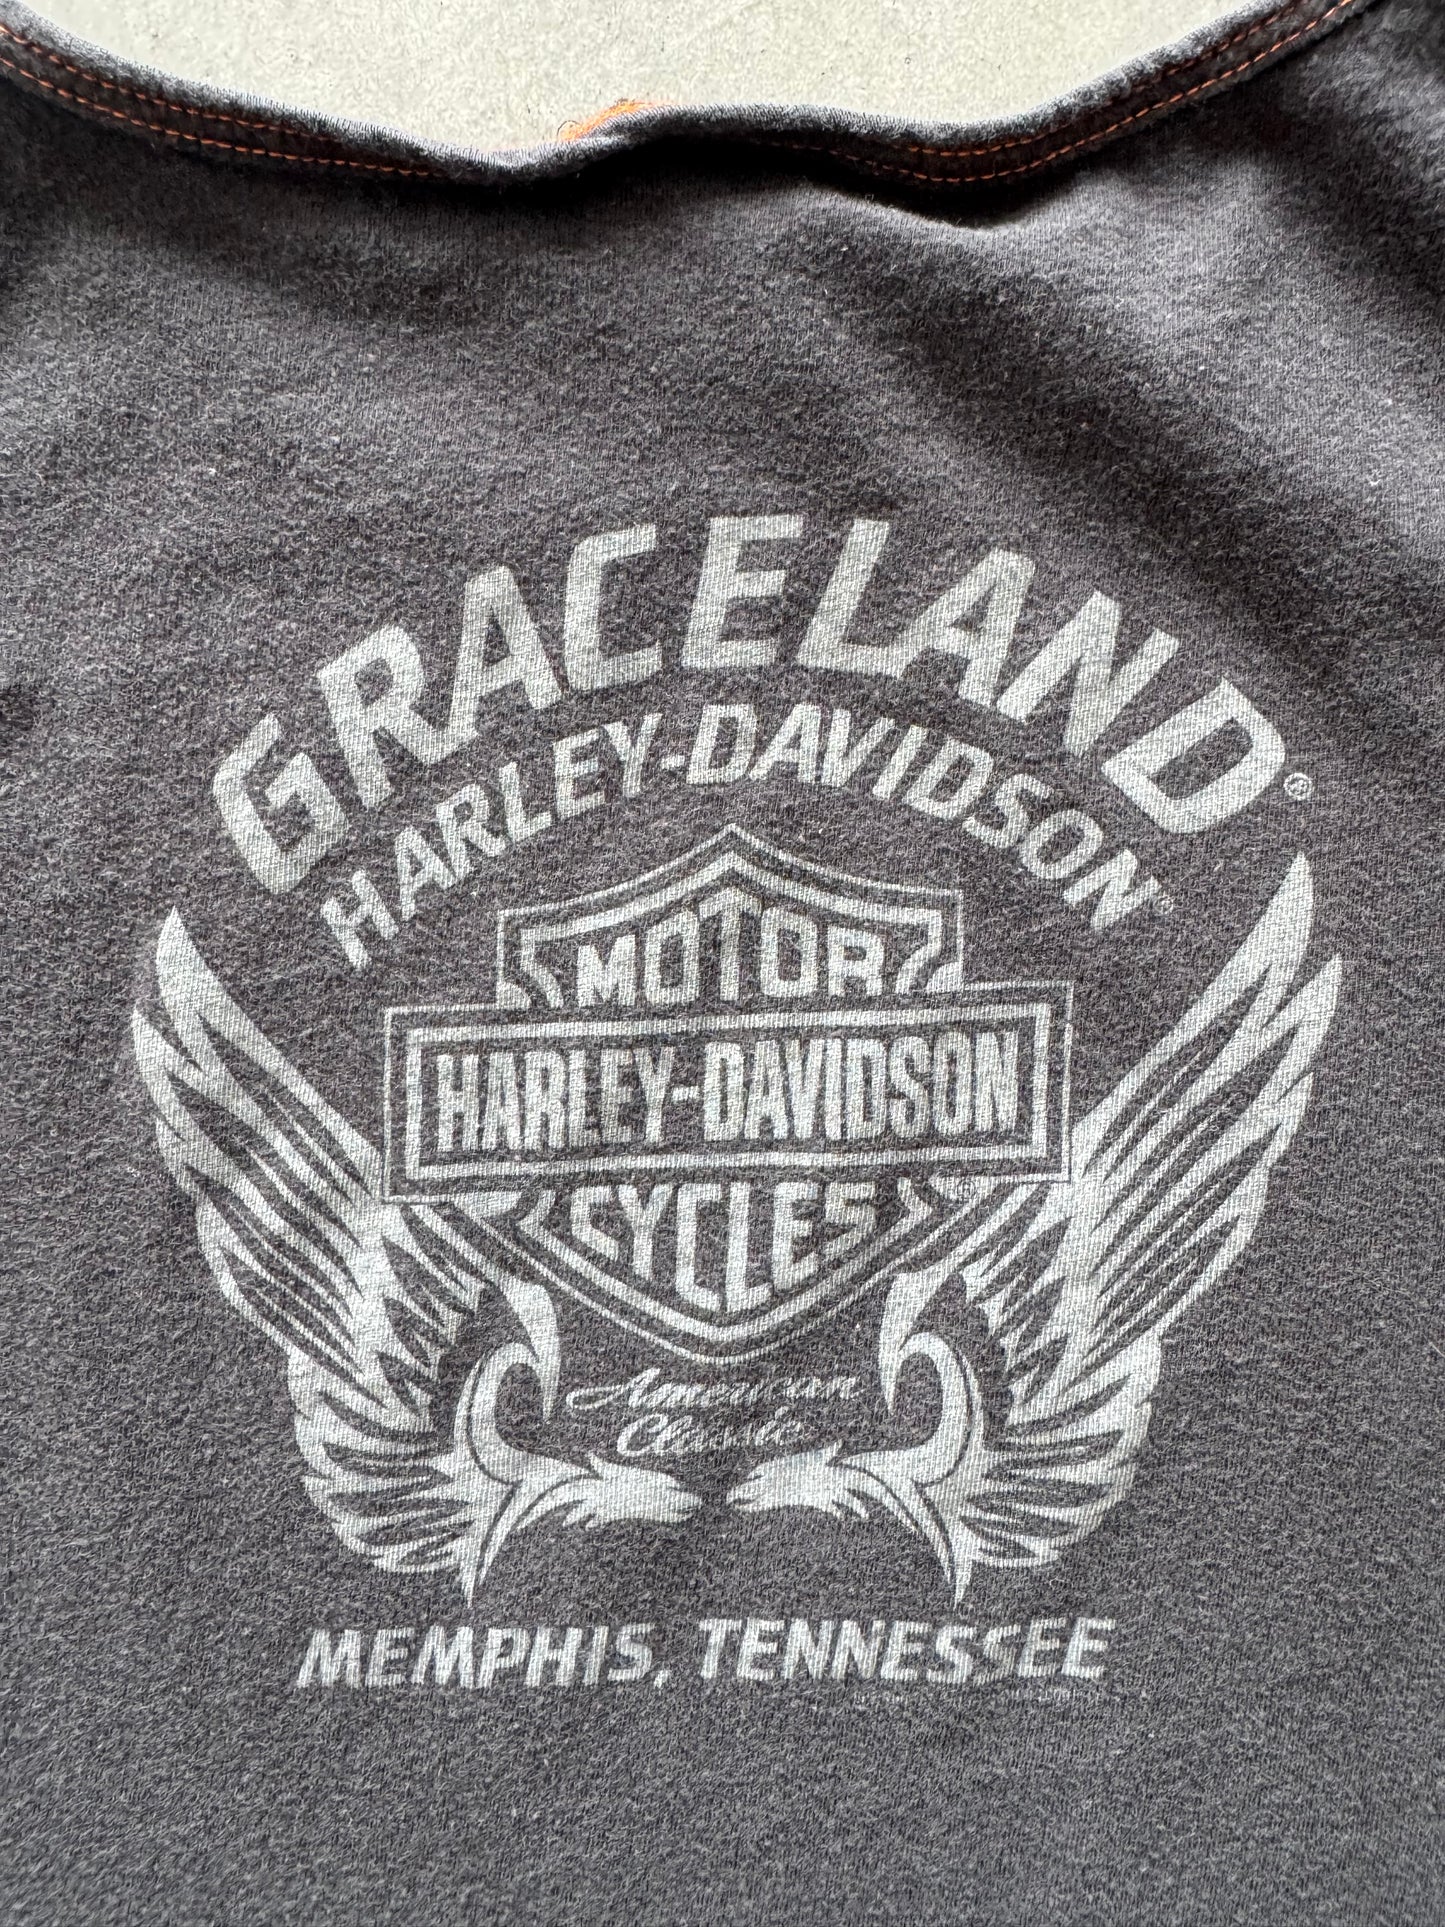 GRACELAND®
HARLEY-DAVIDSON
MOTOR
HARLEY-DAVIDSON
CYCLES®
American
Classic
MEMPHIS, TENNESSEE